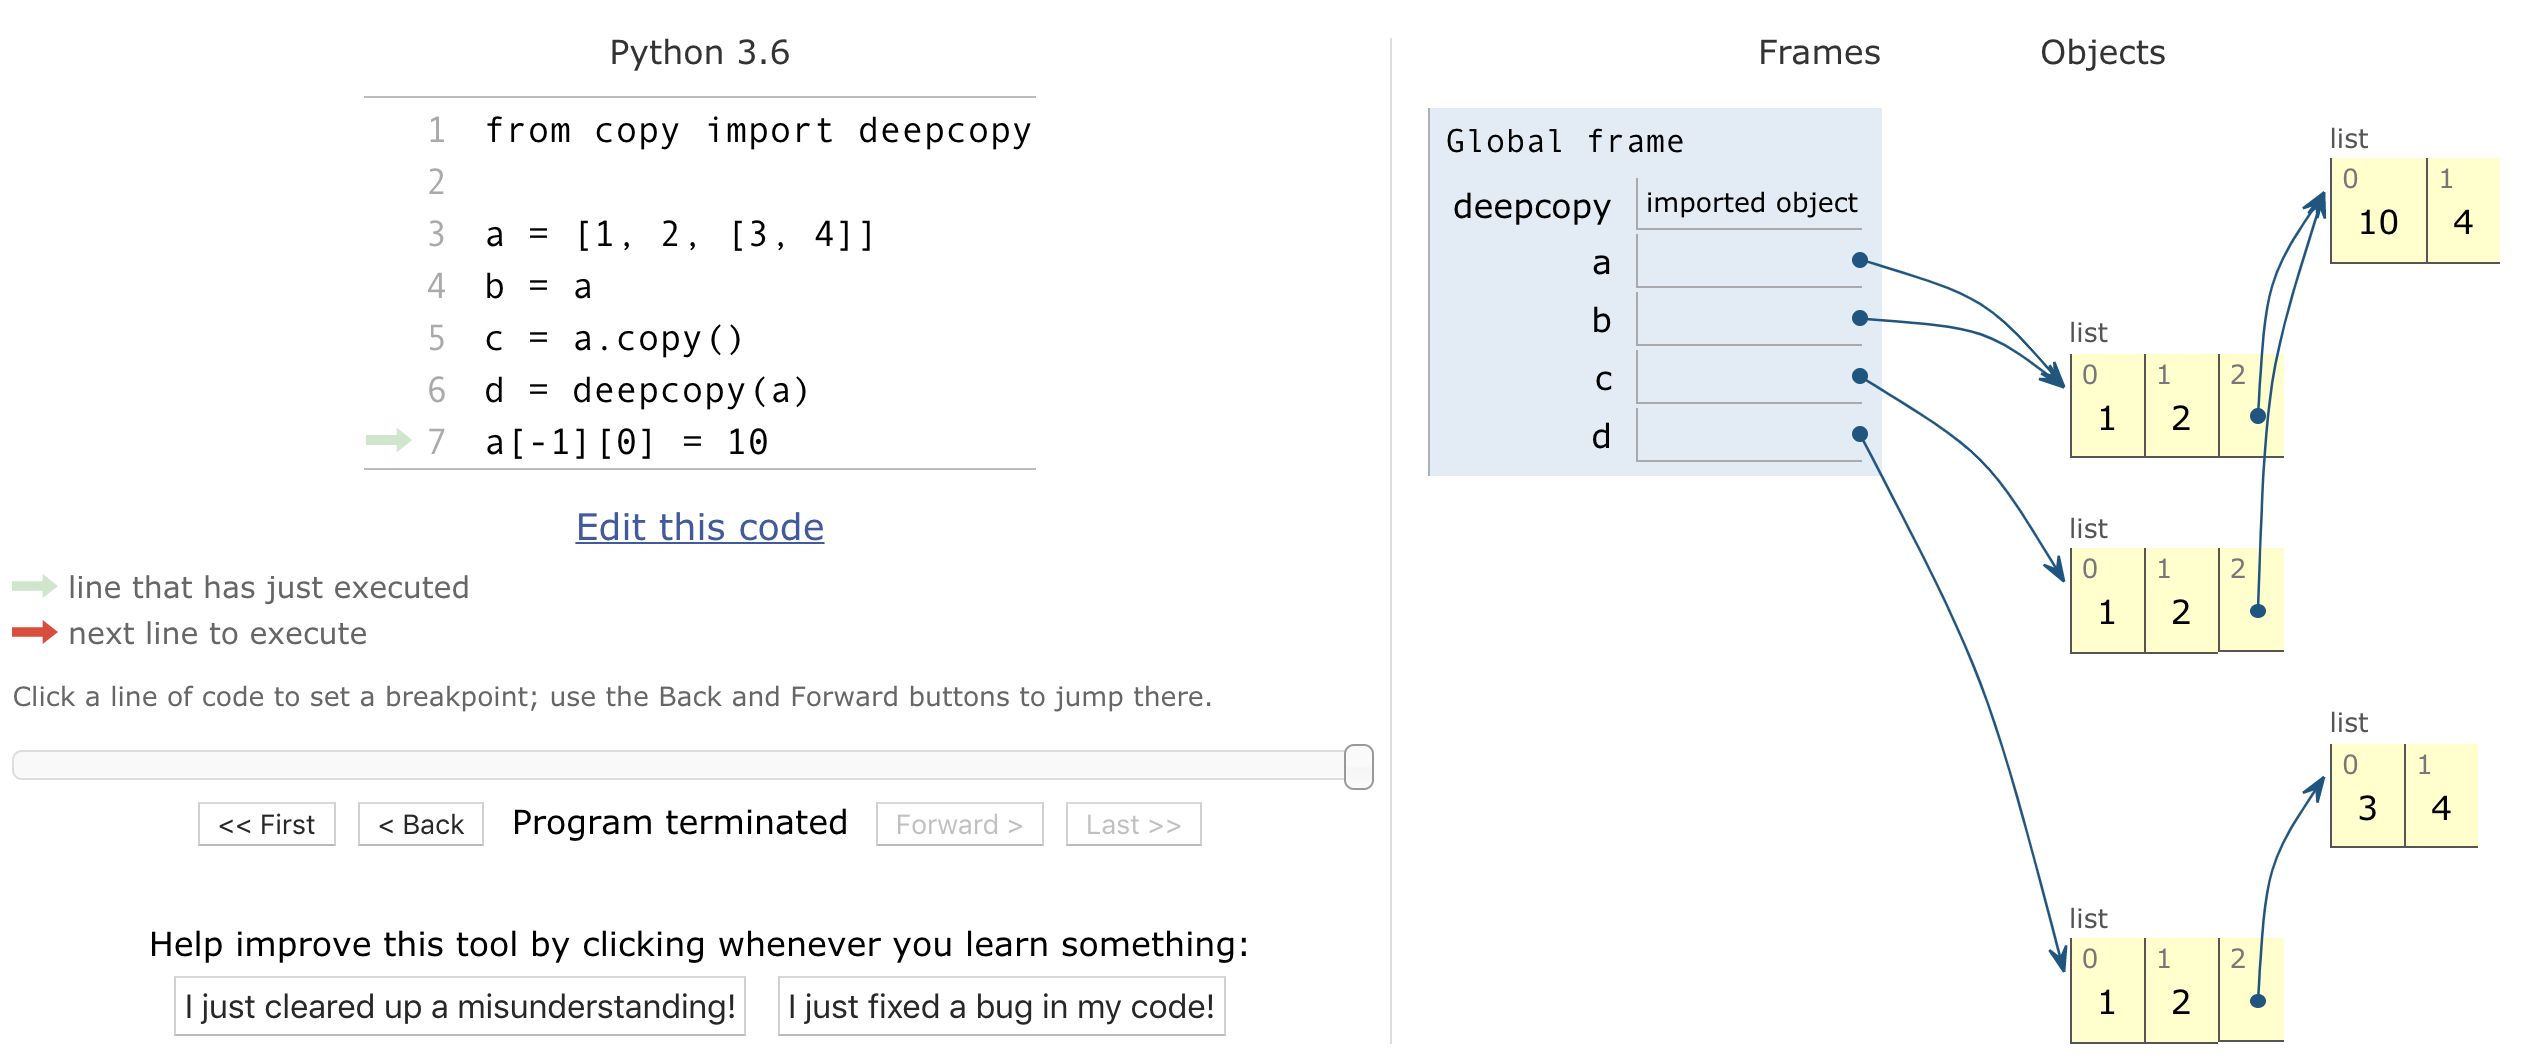 Python 3.6
1 from copy import deepcopy
2
3 a = [1, 2, [3, 4]]
4 b = a
5 c = a.copy()
6 d = deepcopy(a)
7 a[-1][0] = 10
Edit this code
line that has just executed
next line to execute
Click a line of code to set a breakpoint; use the Back and Forward buttons to jump there.
<< First < Back Program terminated Forward > Last >>
Help improve this tool by clicking whenever you learn something:
I just cleared up a misunderstanding! I just fixed a bug in my code!
Frames Objects
Global frame
deepcopy imported object
a
b
c
d
list
0 1
10 4
list
0 1 2
1 2
list
0 1 2
1 2
list
0 1
3 4
list
0 1 2
1 2